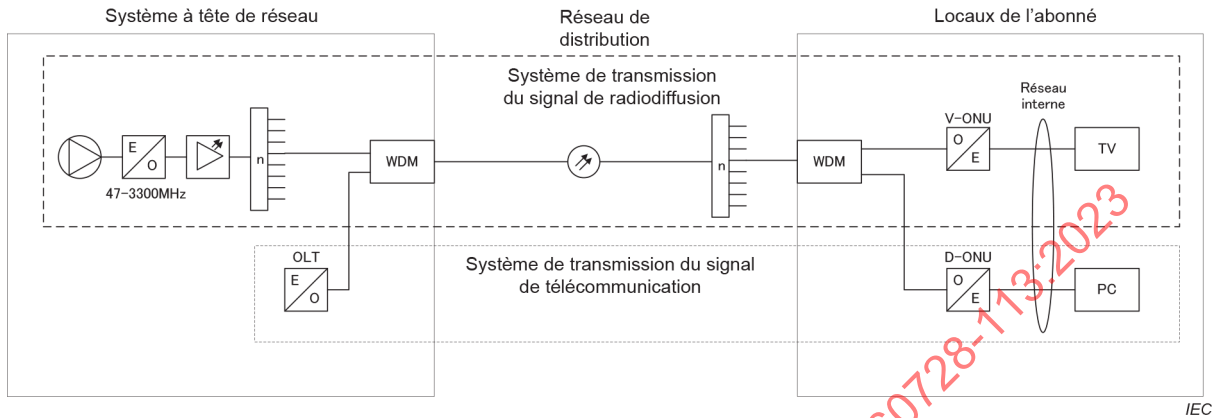 Système à tête de réseau
Réseau de
distribution
Locaux de l'abonné
Système de transmission
du signal de radiodiffusion
Réseau
interne
E
O
47-3300MHz
n
WDM
n
WDM
V-ONU
O
E
TV
OLT
E
O
Système de transmission du signal
de télécommunication
D-ONU
O
E
PC
60728-113:2023
IEC